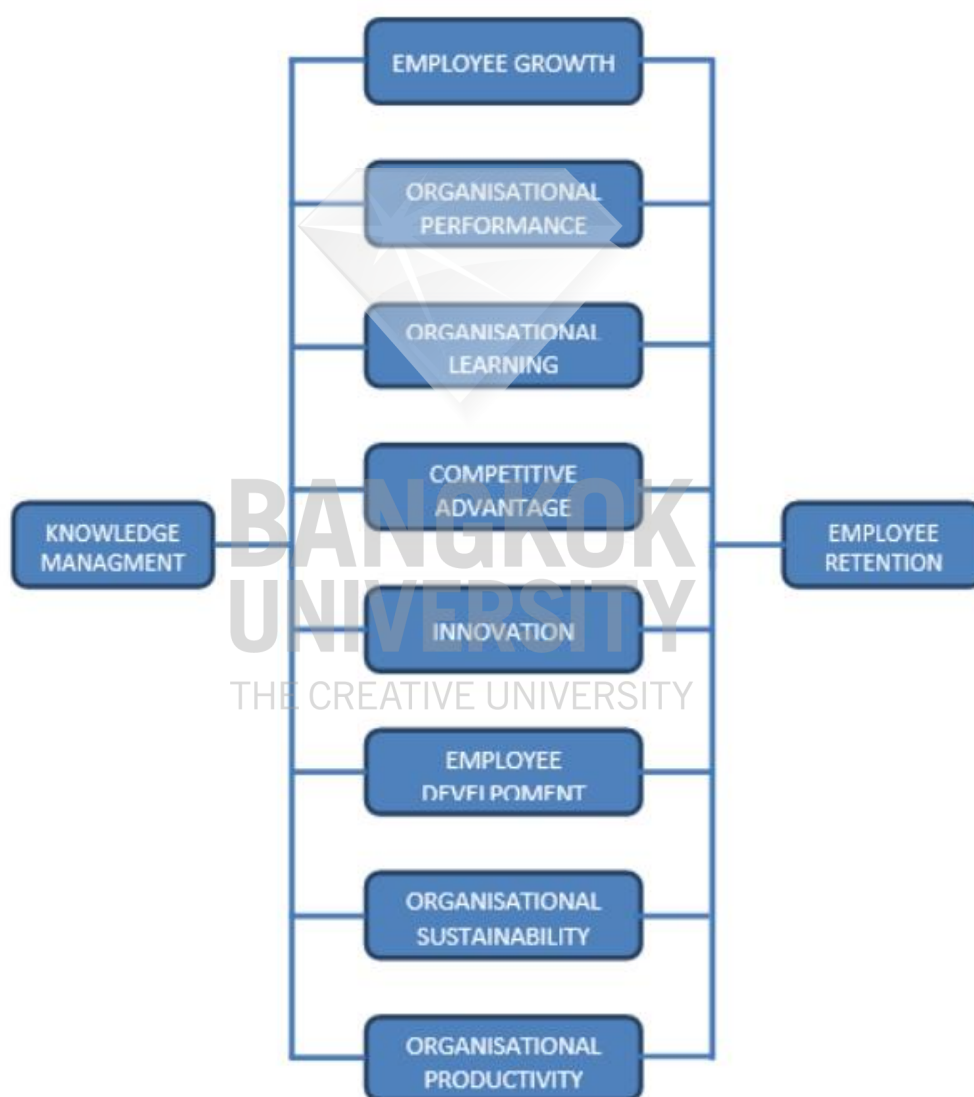 EMPLOYEE GROWTH
ORGANISATIONAL
PERFORMANCE
ORGANISATIONAL
LEARNING
COMPETITIVE
ADVANTAGE
KNOWLEDGE
MANAGMENT
BANGKOK
UNIVERSITY
THE CREATIVE UNIVERSITY
EMPLOYEE
RETENTION
INNOVATION
EMPLOYEE
DEVELPOMENT
ORGANISATIONAL
SUSTAINABILITY
ORGANISATIONAL
PRODUCTIVITY